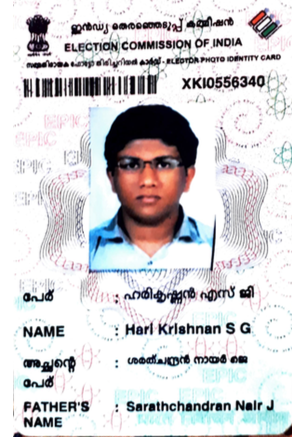 ഇന്ത്യ തെരഞ്ഞെടുപ്പ് കമ്മീഷൻ
ELECTION COMMISSION OF INDIA
സമ്മതിദായക ഫോട്ടോ തിരിച്ചറിയൽ കാർഡ് - ELECTOR PHOTO IDENTITY CARD
XKI0556340
പേര് : ഹരികൃഷ്ണൻ എസ് ജി
NAME : Hari Krishnan S G
അച്ഛന്റെ പേര് : ശരത്ചന്ദ്രൻ നായർ ജെ
FATHER'S NAME : Sarathchandran Nair J